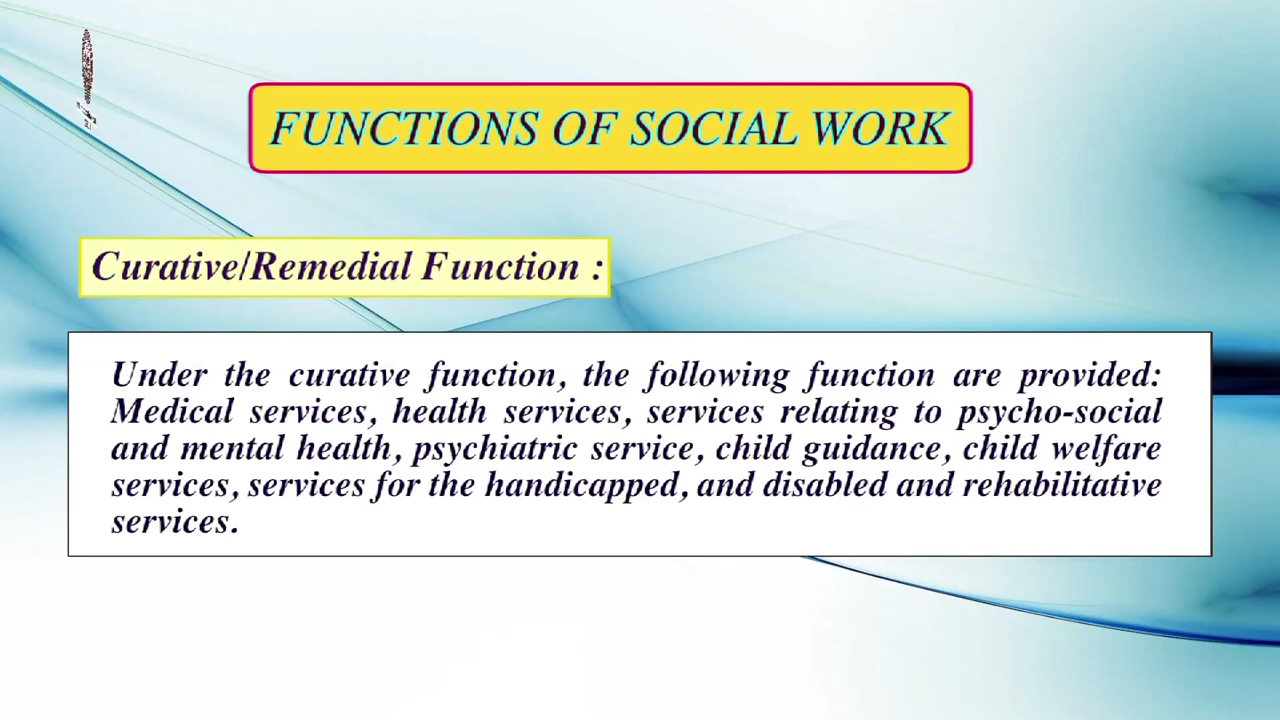 FUNCTIONS OF SOCIAL WORK
Curative/Remedial Function :
Under the curative function, the following function are provided:
Medical services, health services, services relating to psycho-social
and mental health, psychiatric service, child guidance, child welfare
services, services for the handicapped, and disabled and rehabilitative
services.